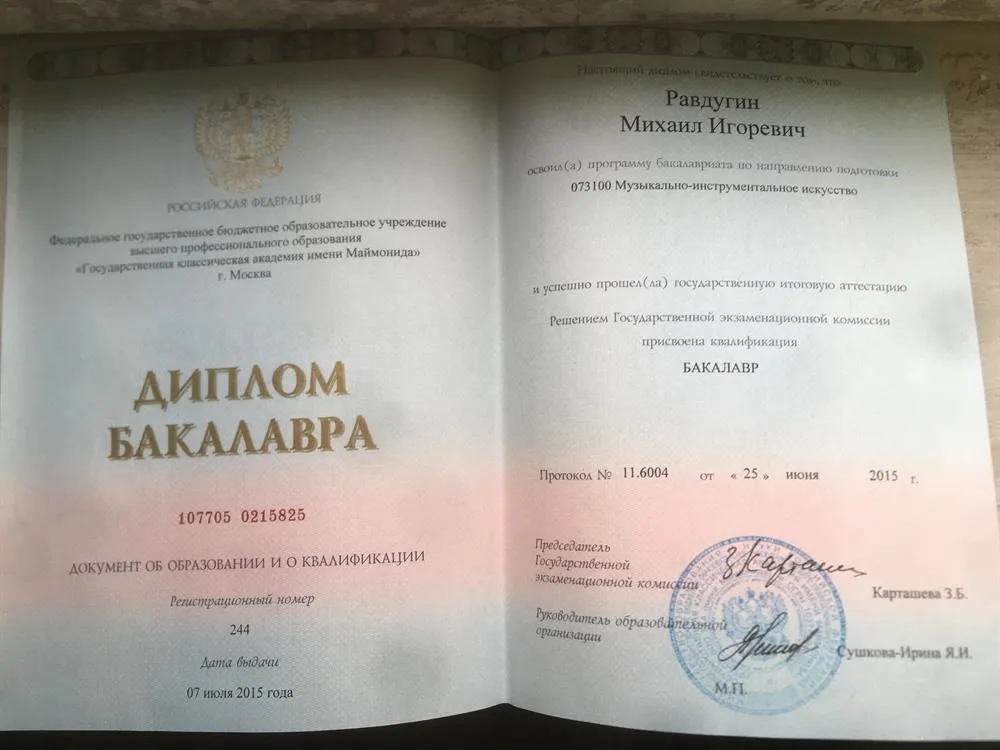 РОССИЙСКАЯ ФЕДЕРАЦИЯ
Федеральное государственное бюджетное образовательное учреждение
высшего профессионального образования
«Государственная классическая академия имени Маймонида»
г. Москва
ДИПЛОМ
БАКАЛАВРА
107705 0215825
ДОКУМЕНТ ОБ ОБРАЗОВАНИИ И О КВАЛИФИКАЦИИ
Регистрационный номер
244
Дата выдачи
07 июля 2015 года
Настоящий диплом свидетельствует о том, что
Равдугин
Михаил Игоревич
освоил(а) программу бакалавриата по направлению подготовки
073100 Музыкально-инструментальное искусство
и успешно прошел(ла) государственную итоговую аттестацию
Решением Государственной экзаменационной комиссии
присвоена квалификация
БАКАЛАВР
Протокол № 11.6004 от « 25 » июня 2015 г.
Председатель
Государственной
экзаменационной комиссии
Карташева З.Б.
Руководитель образовательной
организации
Сушкова-Ирина Я.И.
М.П.